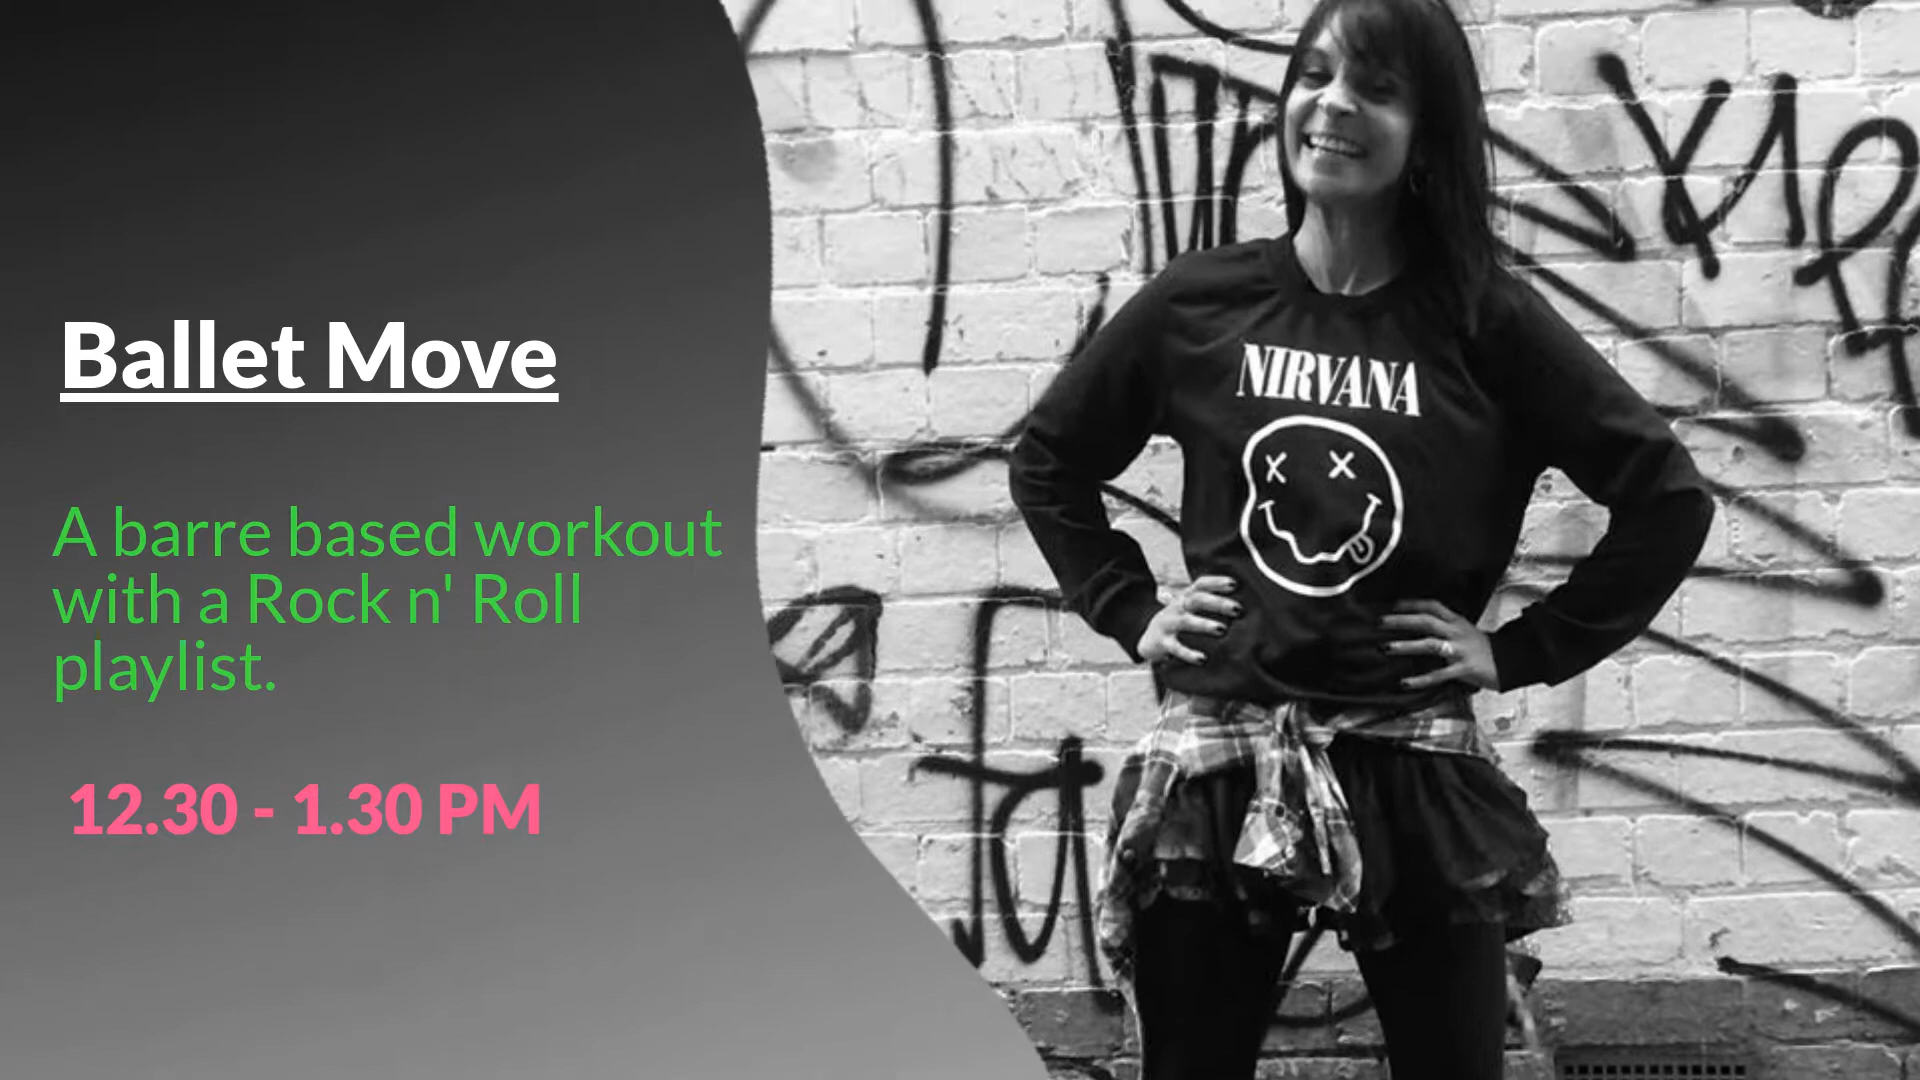 Ballet Move
A barre based workout
with a Rock n' Roll
playlist.
12.30 - 1.30 PM
NIRVANA